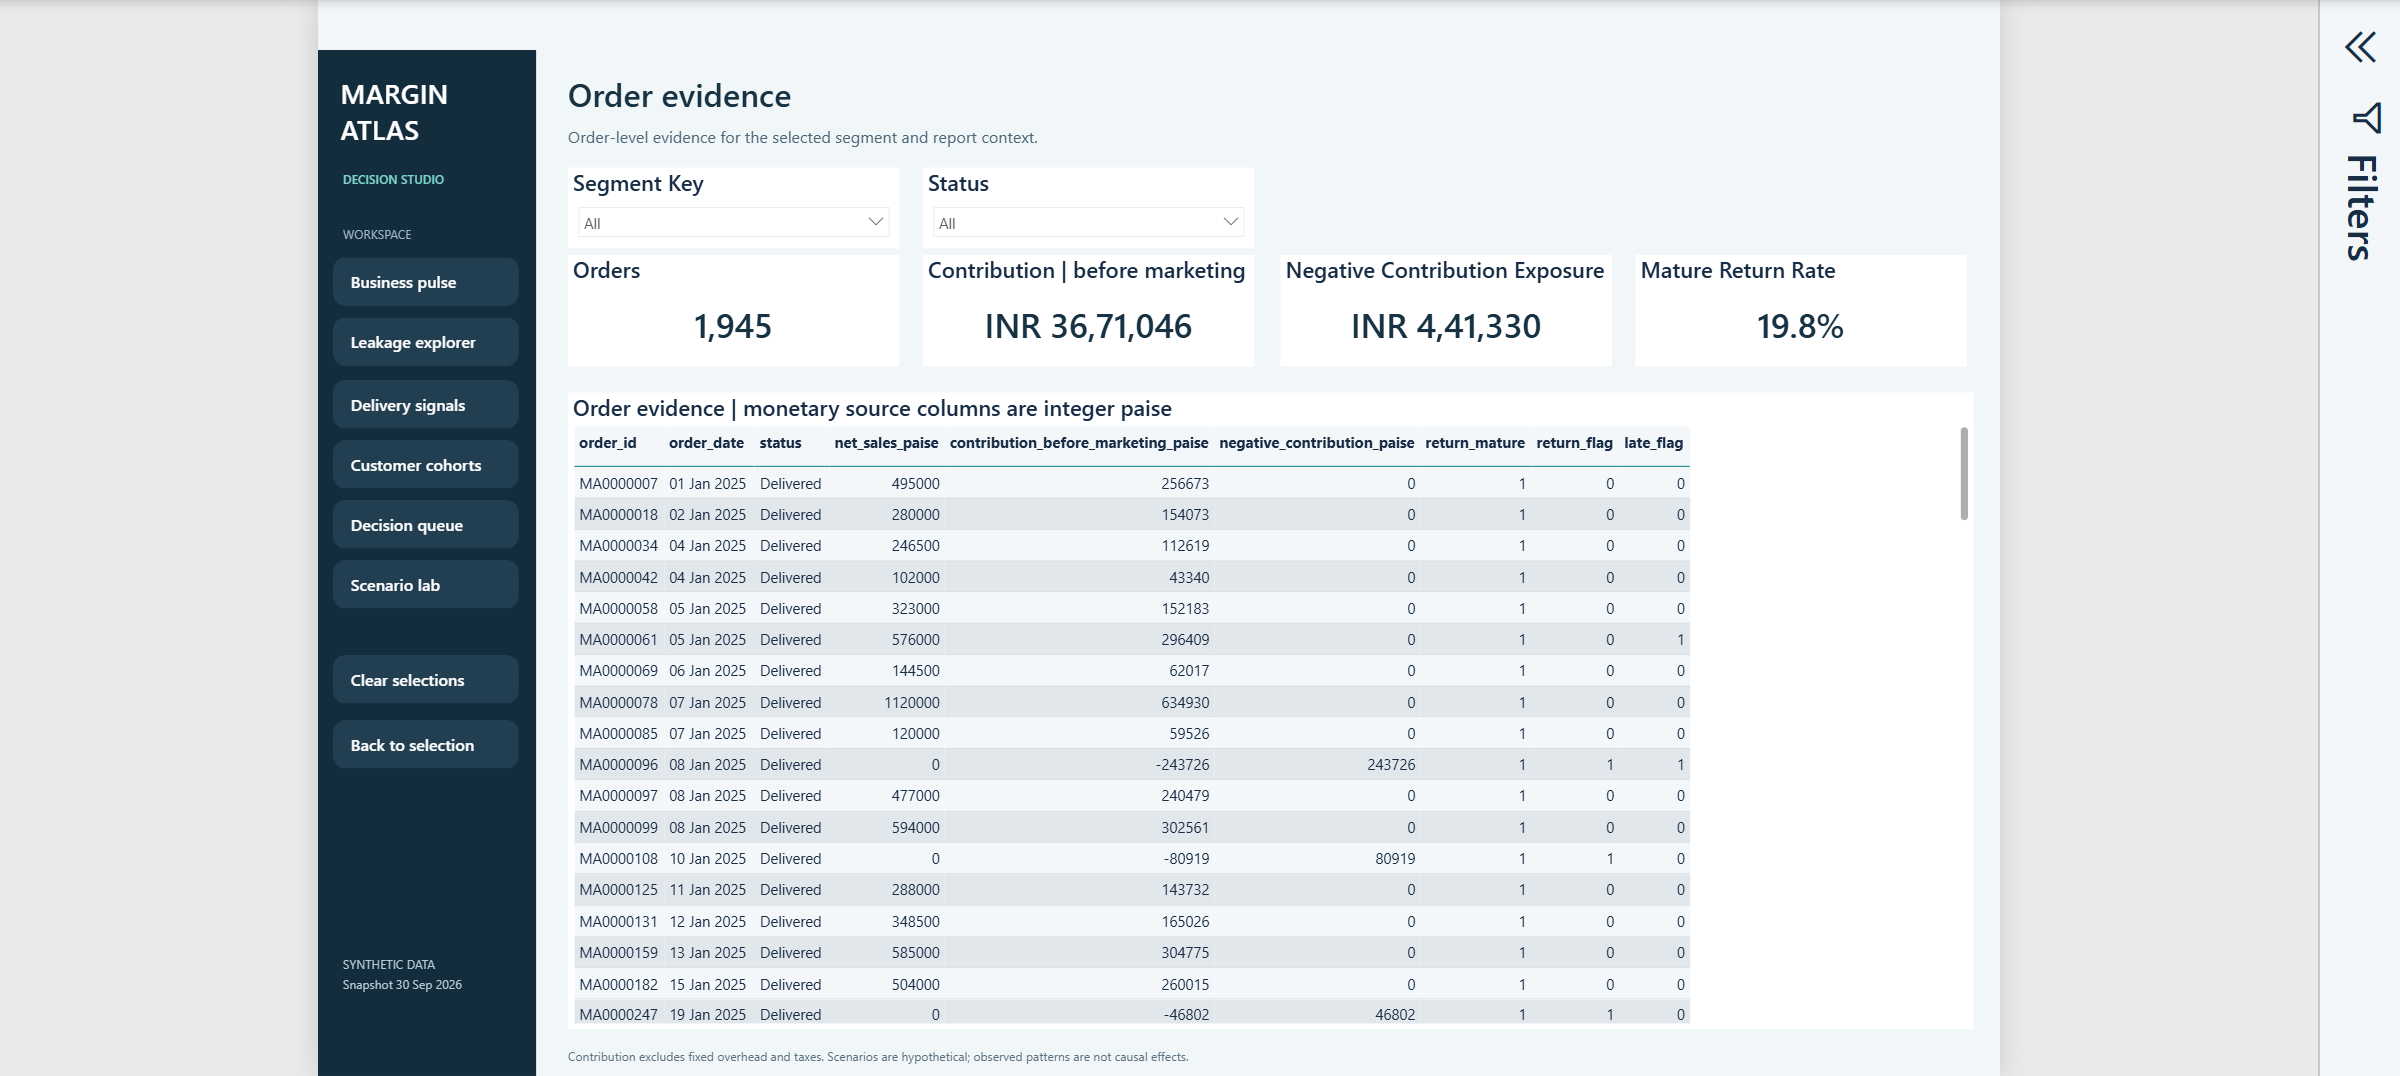 MARGIN
ATLAS
DECISION STUDIO
WORKSPACE
Business pulse
Leakage explorer
Delivery signals
Customer cohorts
Decision queue
Scenario lab
Clear selections
Back to selection
SYNTHETIC DATA
Snapshot 30 Sep 2026
Order evidence
Order-level evidence for the selected segment and report context.
Segment Key
All
Status
All
Orders
1,945
Contribution | before marketing
INR 36,71,046
Negative Contribution Exposure
INR 4,41,330
Mature Return Rate
19.8%
Order evidence | monetary source columns are integer paise
order_id order_date status net_sales_paise contribution_before_marketing_paise negative_contribution_paise return_mature return_flag late_flag
MA0000007 01 Jan 2025 Delivered 495000 256673 0 1 0 0
MA0000018 02 Jan 2025 Delivered 280000 154073 0 1 0 0
MA0000034 04 Jan 2025 Delivered 246500 112619 0 1 0 0
MA0000042 04 Jan 2025 Delivered 102000 43340 0 1 0 0
MA0000058 05 Jan 2025 Delivered 323000 152183 0 1 0 0
MA0000061 05 Jan 2025 Delivered 576000 296409 0 1 0 1
MA0000069 06 Jan 2025 Delivered 144500 62017 0 1 0 0
MA0000078 07 Jan 2025 Delivered 1120000 634930 0 1 0 0
MA0000085 07 Jan 2025 Delivered 120000 59526 0 1 0 0
MA0000096 08 Jan 2025 Delivered 0 -243726 243726 1 1 1
MA0000097 08 Jan 2025 Delivered 477000 240479 0 1 0 0
MA0000099 08 Jan 2025 Delivered 594000 302561 0 1 0 0
MA0000108 10 Jan 2025 Delivered 0 -80919 80919 1 1 0
MA0000125 11 Jan 2025 Delivered 288000 143732 0 1 0 0
MA0000131 12 Jan 2025 Delivered 348500 165026 0 1 0 0
MA0000159 13 Jan 2025 Delivered 585000 304775 0 1 0 0
MA0000182 15 Jan 2025 Delivered 504000 260015 0 1 0 0
MA0000247 19 Jan 2025 Delivered 0 -46802 46802 1 1 0
Contribution excludes fixed overhead and taxes. Scenarios are hypothetical; observed patterns are not causal effects.
Filters